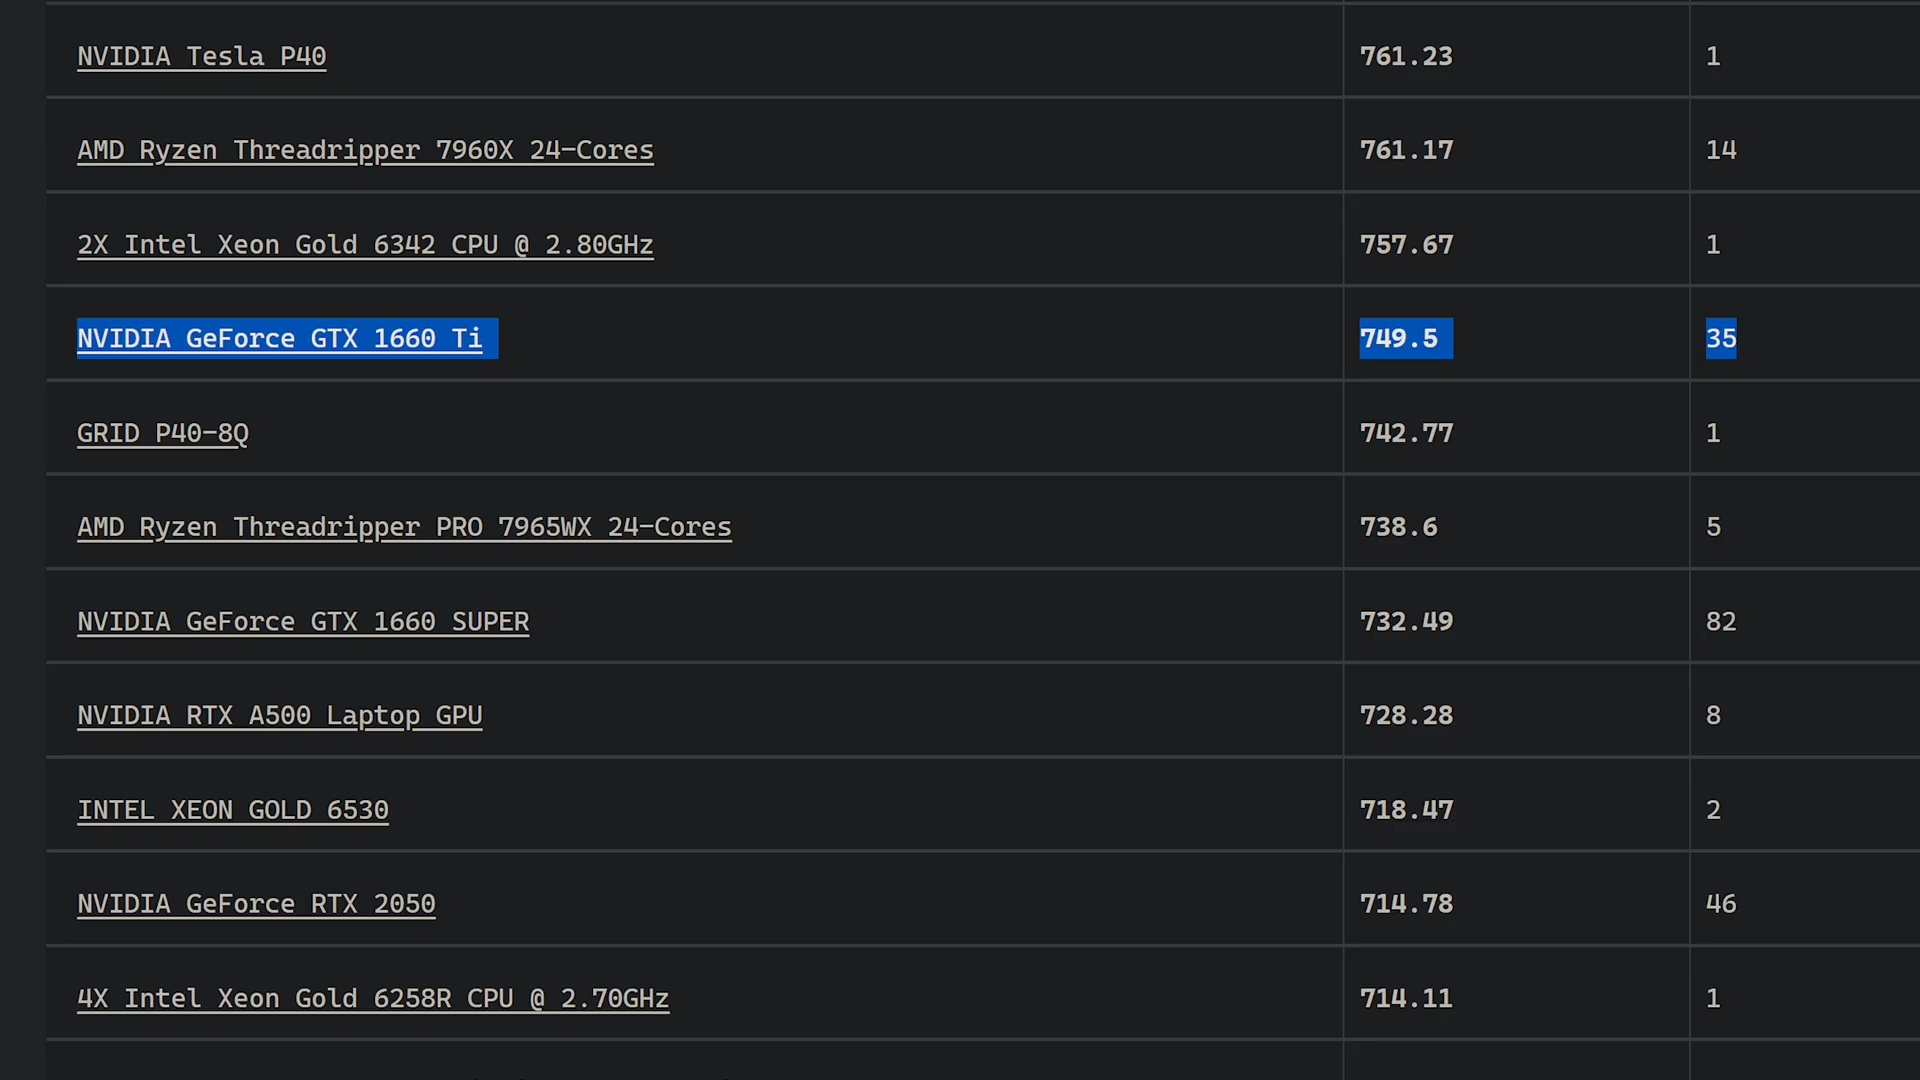 NVIDIA Tesla P40 761.23 1
AMD Ryzen Threadripper 7960X 24-Cores 761.17 14
2X Intel Xeon Gold 6342 CPU @ 2.80GHz 757.67 1
NVIDIA GeForce GTX 1660 Ti 749.5 35
GRID P40-8Q 742.77 1
AMD Ryzen Threadripper PRO 7965WX 24-Cores 738.6 5
NVIDIA GeForce GTX 1660 SUPER 732.49 82
NVIDIA RTX A500 Laptop GPU 728.28 8
INTEL XEON GOLD 6530 718.47 2
NVIDIA GeForce RTX 2050 714.78 46
4X Intel Xeon Gold 6258R CPU @ 2.70GHz 714.11 1